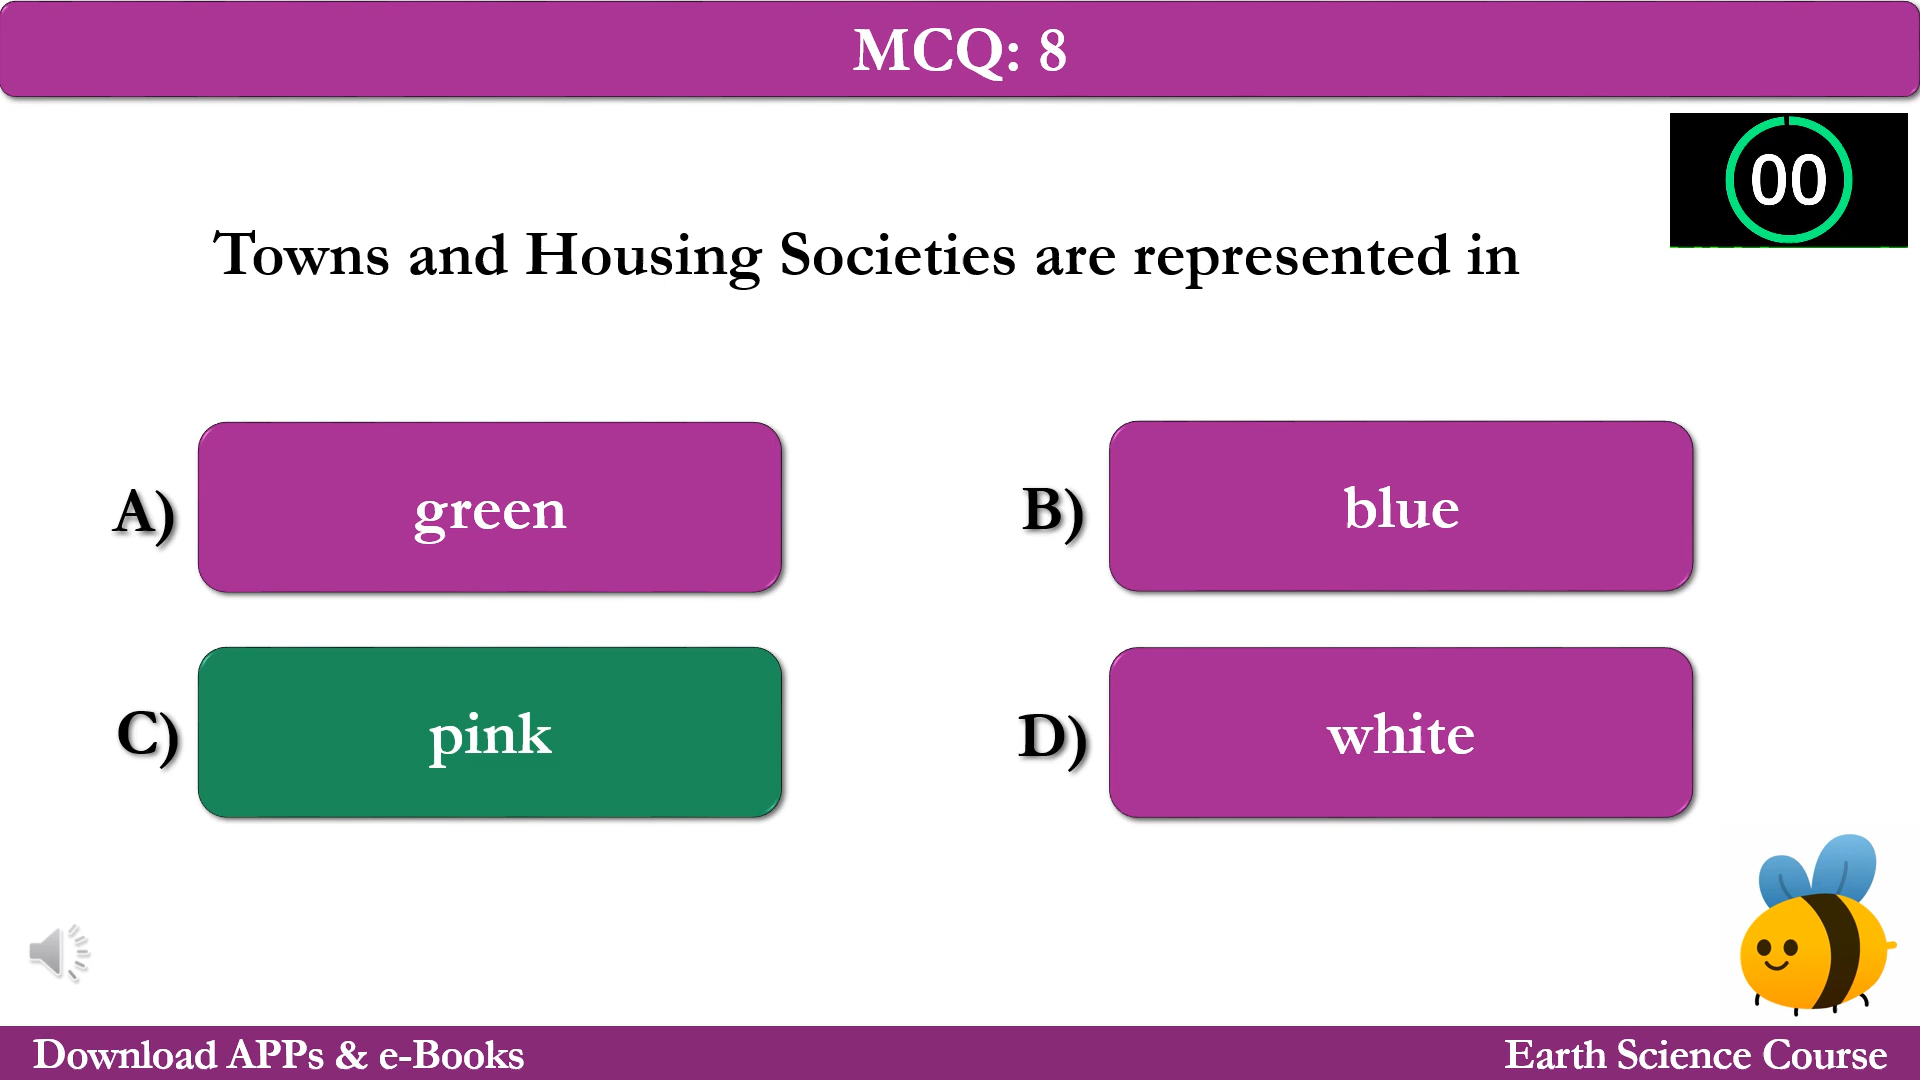 MCQ: 8
00
Towns and Housing Societies are represented in
A) green
B) blue
C) pink
D) white
Download APPs & e-Books
Earth Science Course